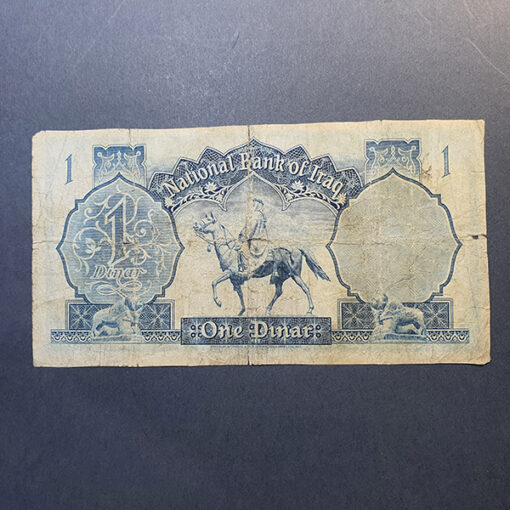 1
National Bank of Iraq
1
1
Dinar
One Dinar